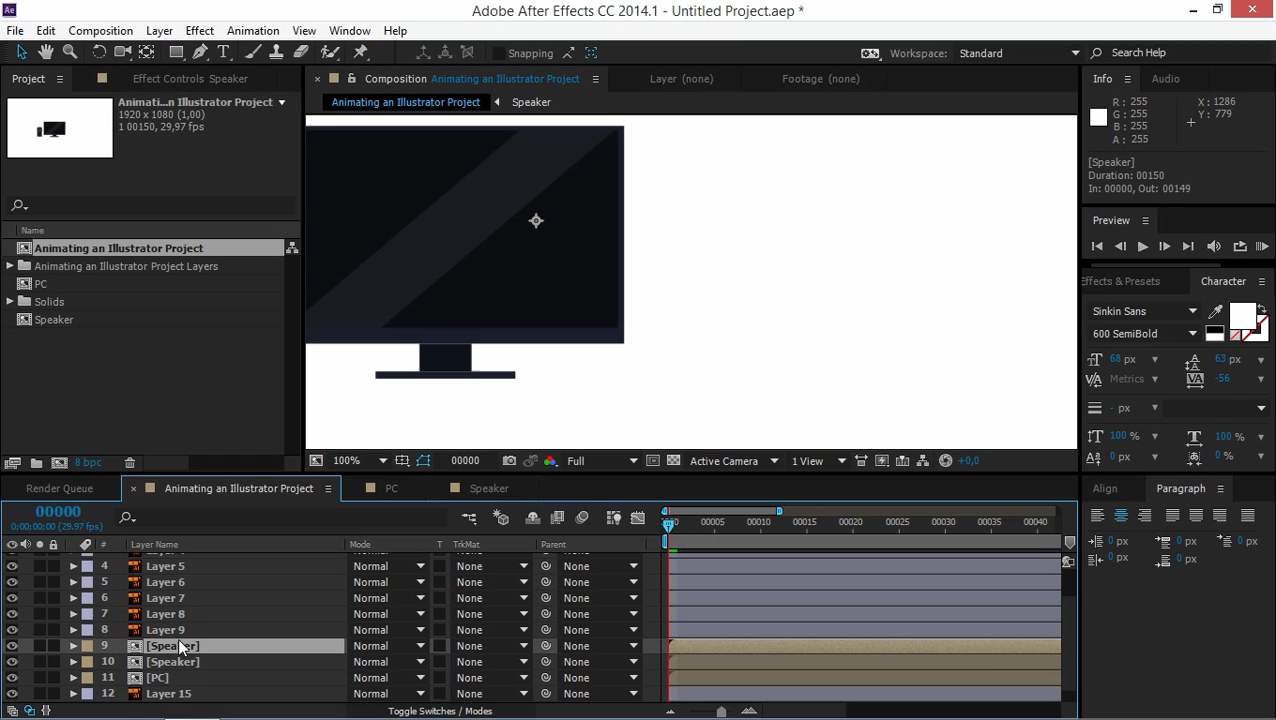 Adobe After Effects CC 2014.1 - Untitled Project.aep *
File Edit Composition Layer Effect Animation View Window Help
Snapping
Workspace: Standard
Search Help
Project
Effect Controls Speaker
Composition Animating an Illustrator Project
Layer (none)
Footage (none)
Info
Audio
Animati...n Illustrator Project
1920 x 1080 (1,00)
1 00150, 29,97 fps
Animating an Illustrator Project
Speaker
R: 255
G: 255
B: 255
A: 255
X: 1286
Y: 779
[Speaker]
Duration: 00150
In: 00000, Out: 00149
Preview
Name
Animating an Illustrator Project
Animating an Illustrator Project Layers
PC
Solids
Speaker
Effects & Presets
Character
Sinkin Sans
600 SemiBold
68 px
63 px
Metrics
-56
- px
100 %
100 %
0 px
0 %
8 bpc
100%
00000
Full
Active Camera
1 View
+0,0
Render Queue
Animating an Illustrator Project
PC
Speaker
Align
Paragraph
00000
0;00;00;00 (29.97 fps)
00005 00010 00015 00020 00025 00030 00035 00040
# Layer Name Mode T TrkMat Parent
4 Layer 5 Normal None None
5 Layer 6 Normal None None
6 Layer 7 Normal None None
7 Layer 8 Normal None None
8 Layer 9 Normal None None
9 [Speaker] Normal None None
10 [Speaker] Normal None None
11 [PC] Normal None None
12 Layer 15 Normal None None
0 px
0 px
0 px
0 px
0 px
Toggle Switches / Modes